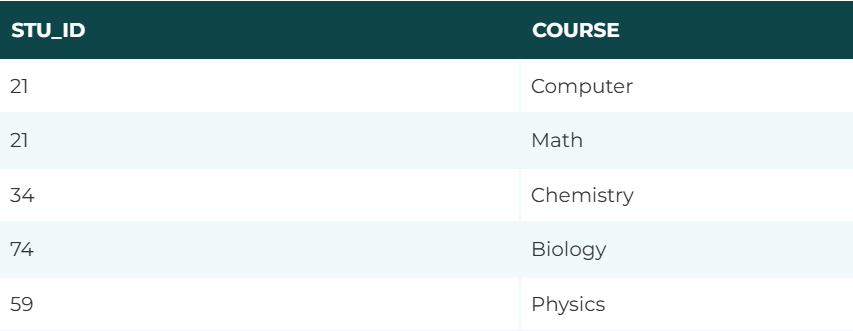 STU_ID COURSE
21 Computer
21 Math
34 Chemistry
74 Biology
59 Physics